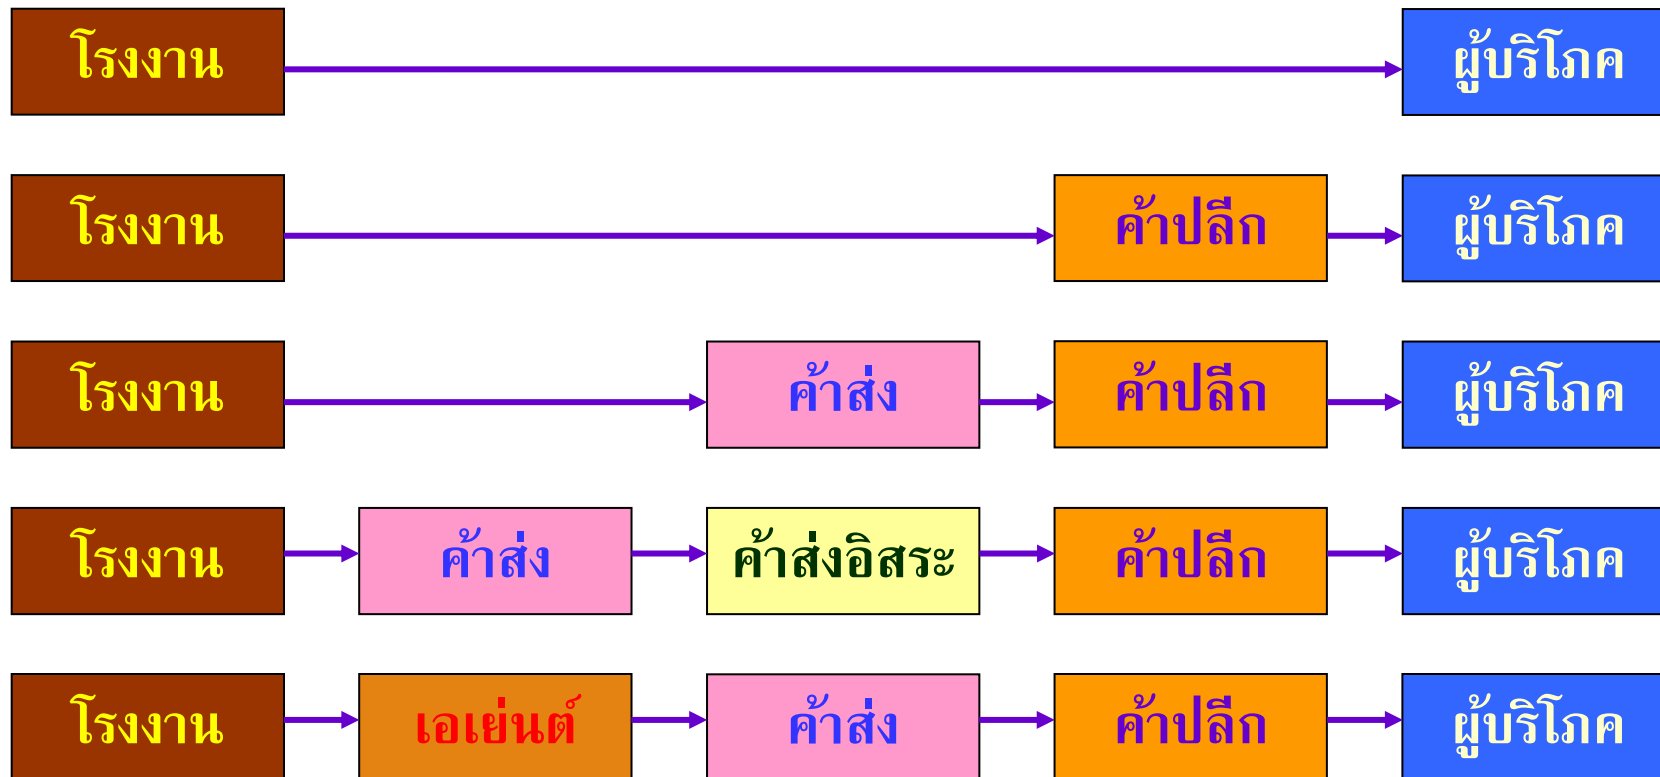 โรงงาน ผู้บริโภค
โรงงาน ค้าปลีก ผู้บริโภค
โรงงาน ค้าส่ง ค้าปลีก ผู้บริโภค
โรงงาน ค้าส่ง ค้าส่งอิสระ ค้าปลีก ผู้บริโภค
โรงงาน เอเย่นต์ ค้าส่ง ค้าปลีก ผู้บริโภค